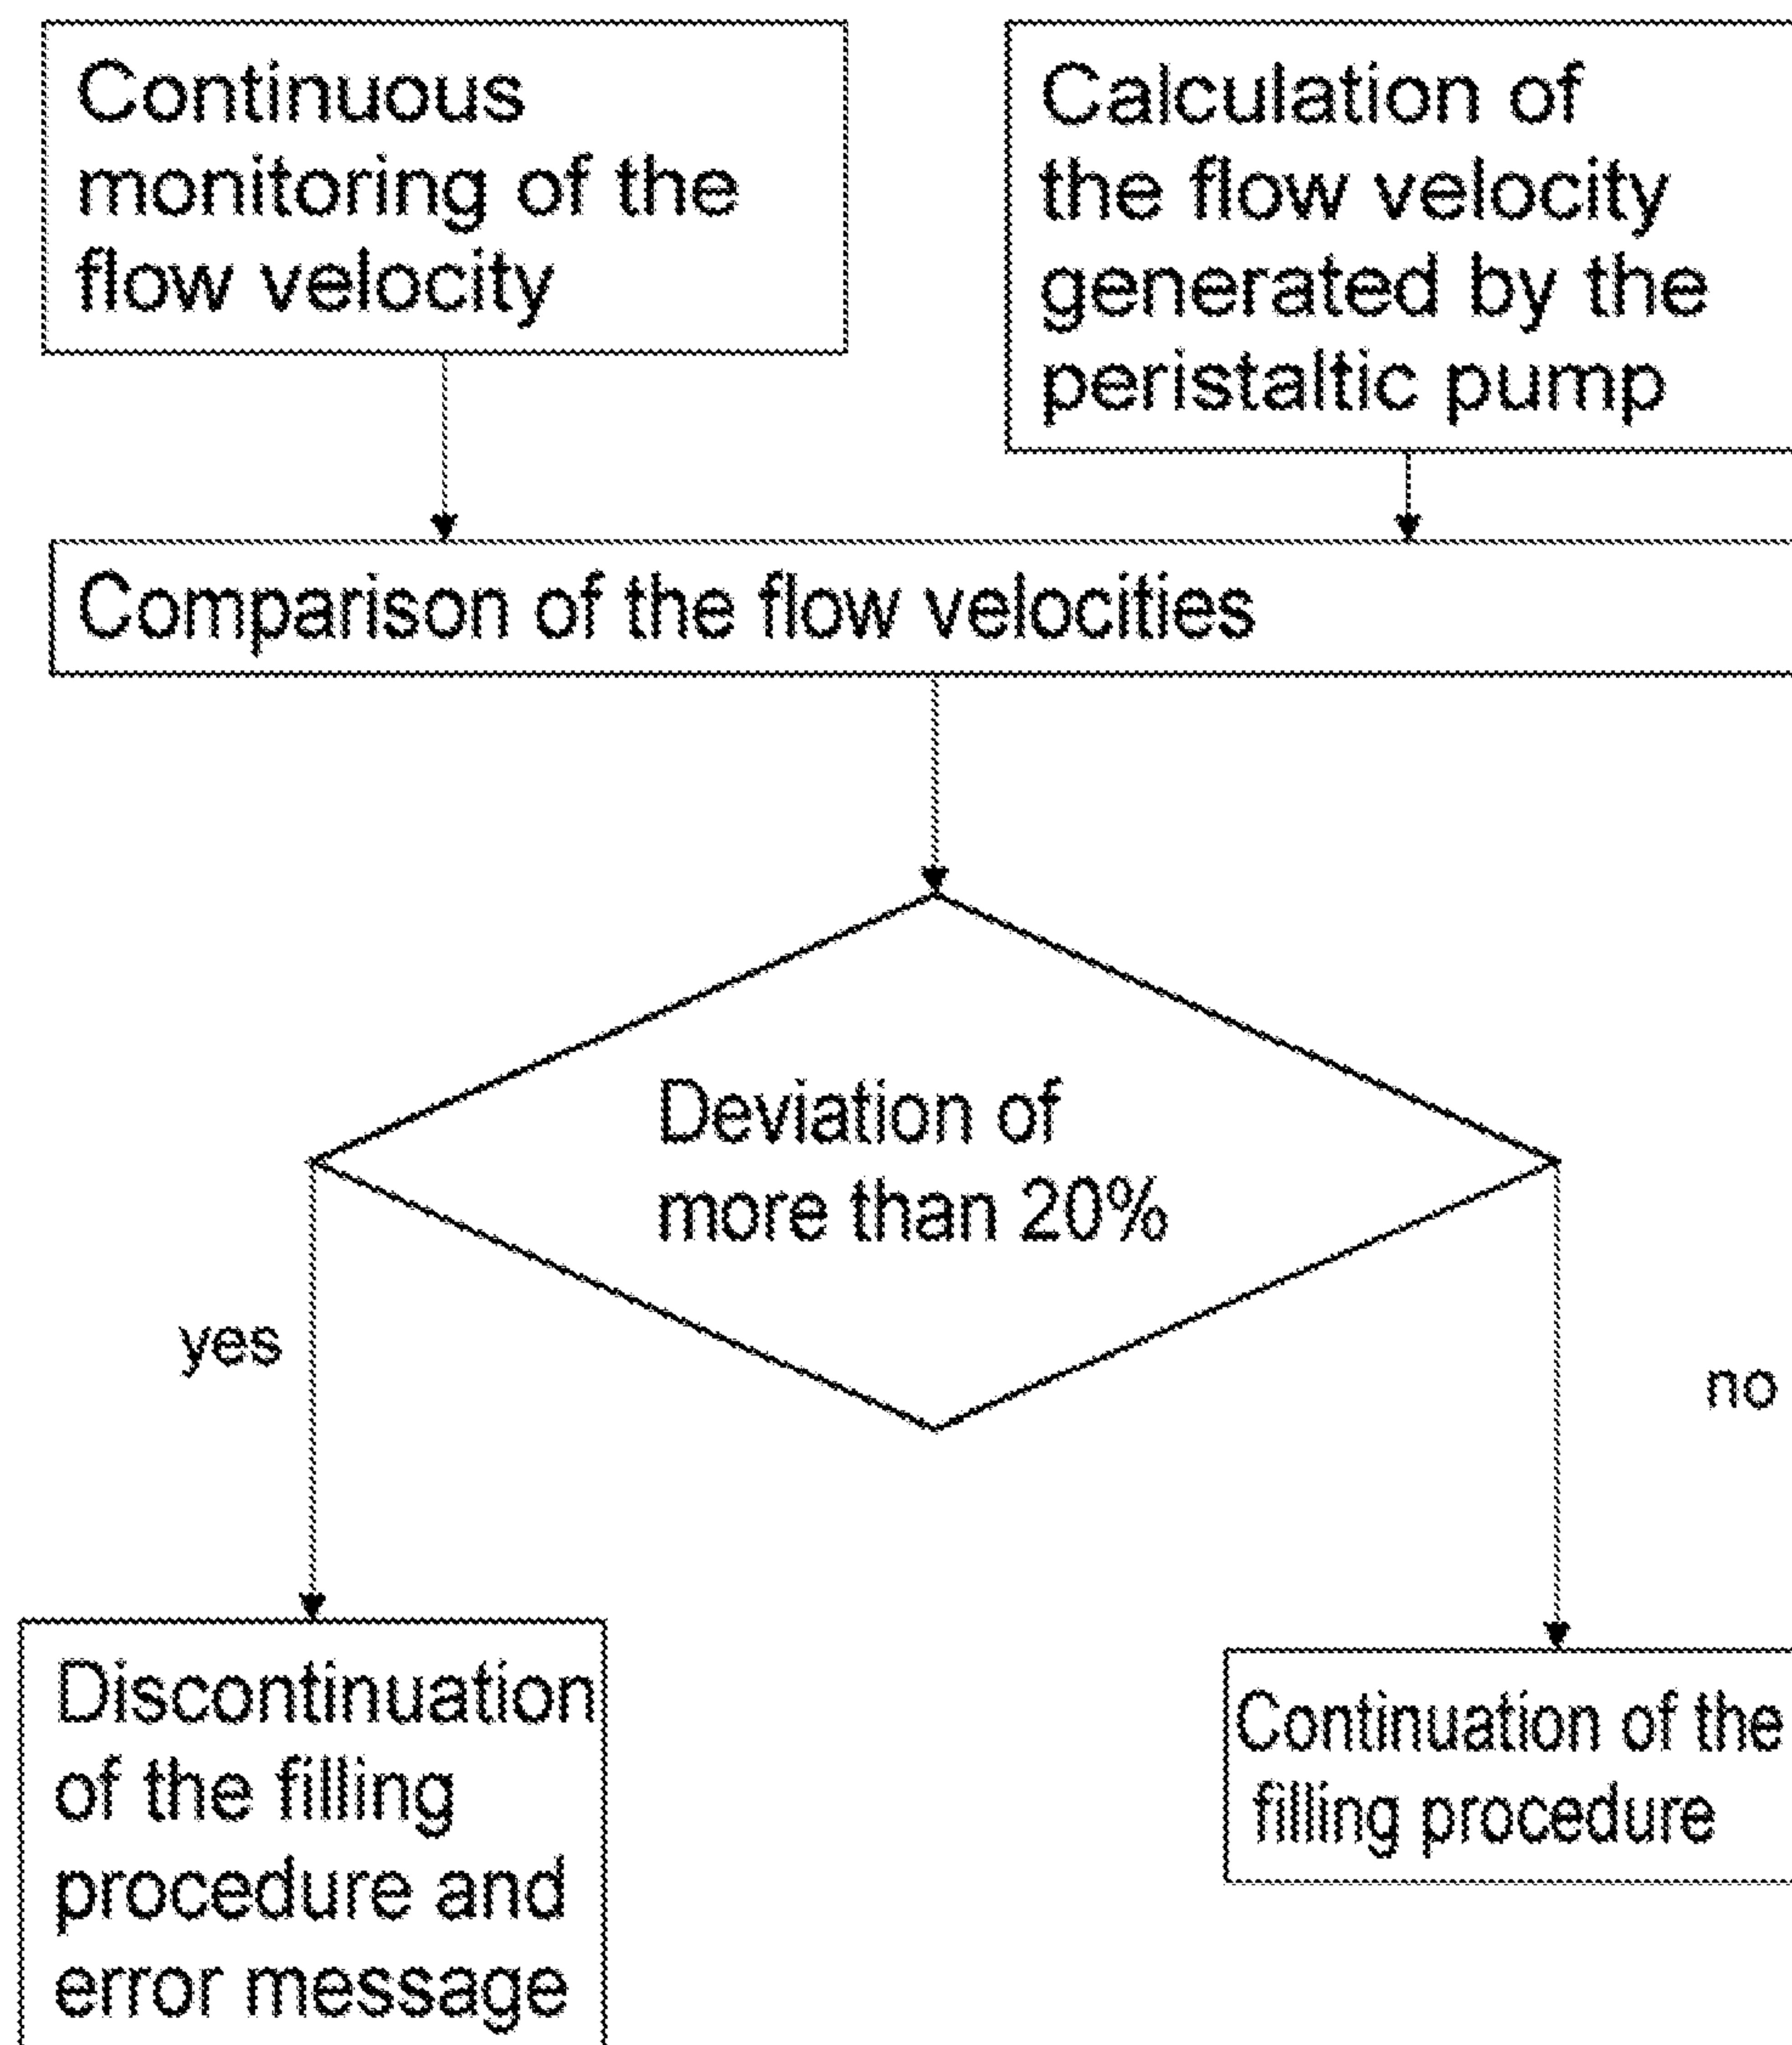 Continuous
monitoring of the
flow velocity
Calculation of
the flow velocity
generated by the
peristaltic pump
Comparison of the flow velocities
Deviation of
more than 20%
yes
no
Discontinuation
of the filling
procedure and
error message
Continuation of the
filling procedure